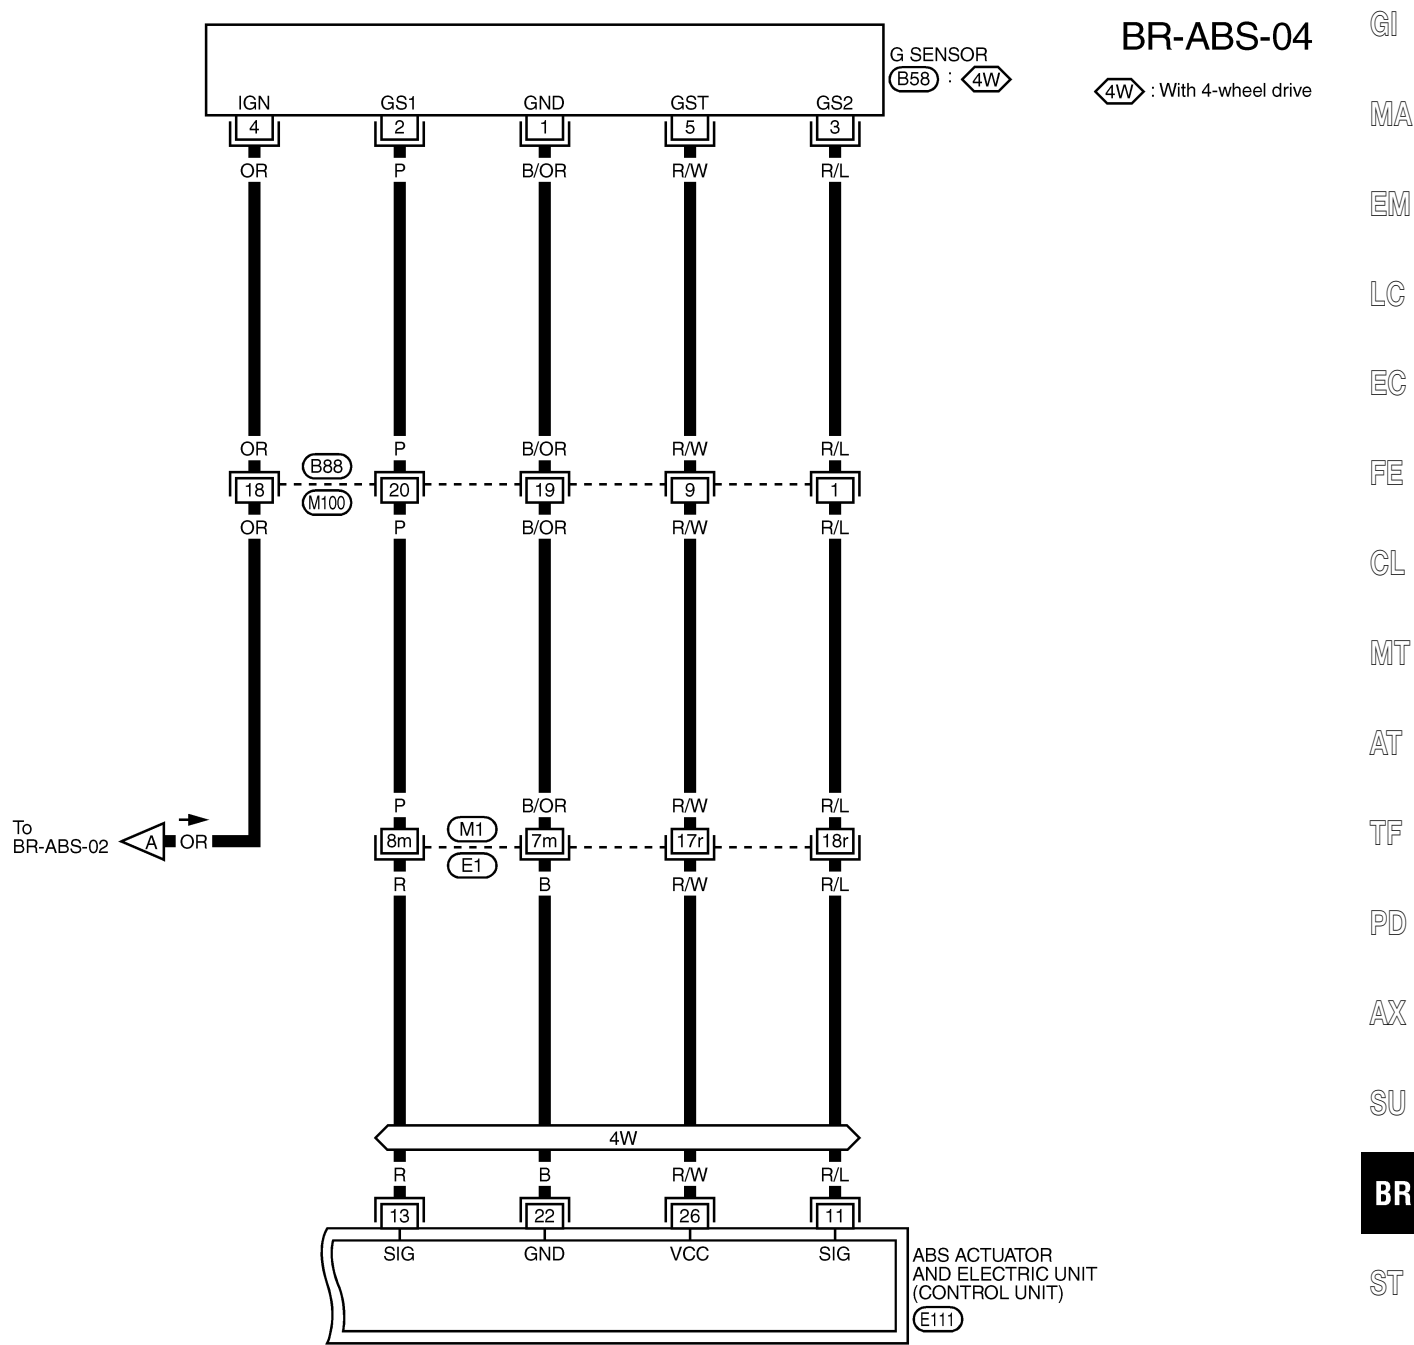 BR-ABS-04
G SENSOR
B58 : 4W
4W : With 4-wheel drive
IGN GS1 GND GST GS2
4 2 1 5 3
OR P B/OR R/W R/L
OR P B/OR R/W R/L
B88
18 20 19 9 1
M100
OR P B/OR R/W R/L
P B/OR R/W R/L
To
BR-ABS-02
A OR
M1
8m 7m 17r 18r
E1
R B R/W R/L
4W
R B R/W R/L
13 22 26 11
SIG GND VCC SIG
ABS ACTUATOR
AND ELECTRIC UNIT
(CONTROL UNIT)
E111
GI
MA
EM
LC
EC
FE
CL
MT
AT
TF
PD
AX
SU
BR
ST